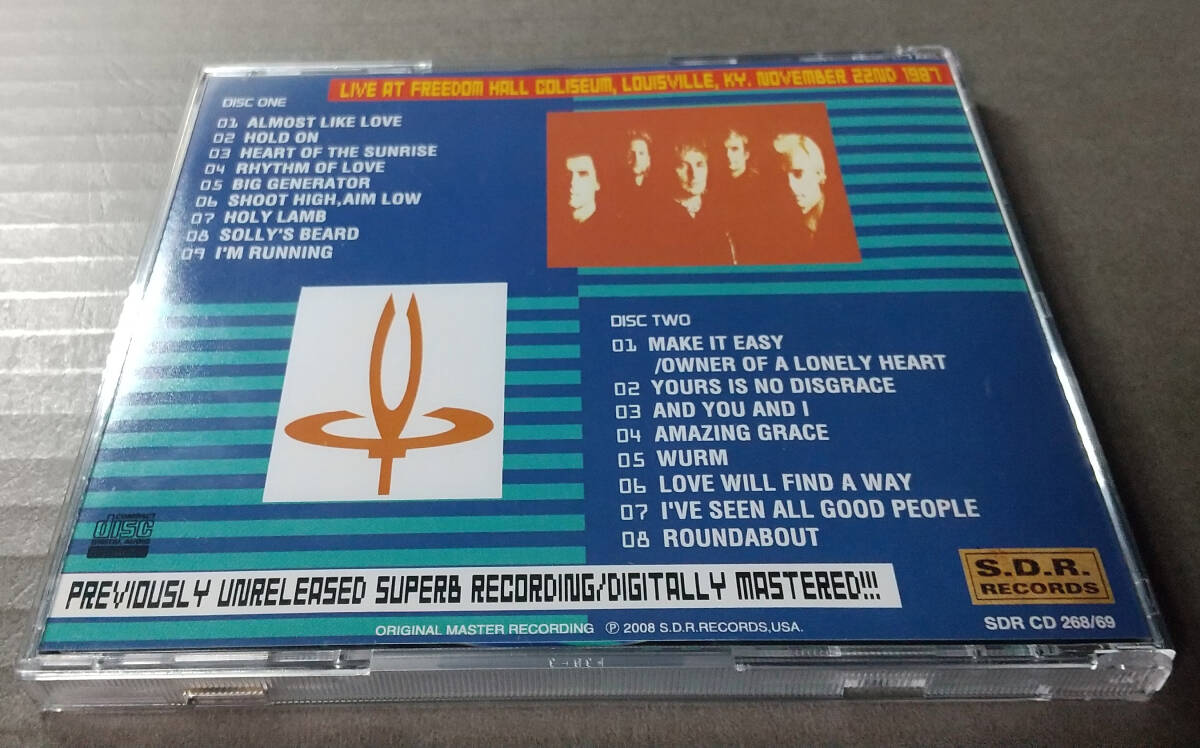 LIVE AT FREEDOM HALL COLISEUM, LOUISVILLE, KY. NOVEMBER 22ND 1987
DISC ONE
01 ALMOST LIKE LOVE
02 HOLD ON
03 HEART OF THE SUNRISE
04 RHYTHM OF LOVE
05 BIG GENERATOR
06 SHOOT HIGH,AIM LOW
07 HOLY LAMB
08 SOLLY'S BEARD
09 I'M RUNNING
DISC TWO
01 MAKE IT EASY
/OWNER OF A LONELY HEART
02 YOURS IS NO DISGRACE
03 AND YOU AND I
04 AMAZING GRACE
05 WURM
06 LOVE WILL FIND A WAY
07 I'VE SEEN ALL GOOD PEOPLE
08 ROUNDABOUT
COMPACT
disc
DIGITAL AUDIO
PREVIOUSLY UNRELEASED SUPERB RECORDING/DIGITALLY MASTERED!!!
S.D.R.
RECORDS
ORIGINAL MASTER RECORDING ℗ 2008 S.D.R.RECORDS,USA.
SDR CD 268/69